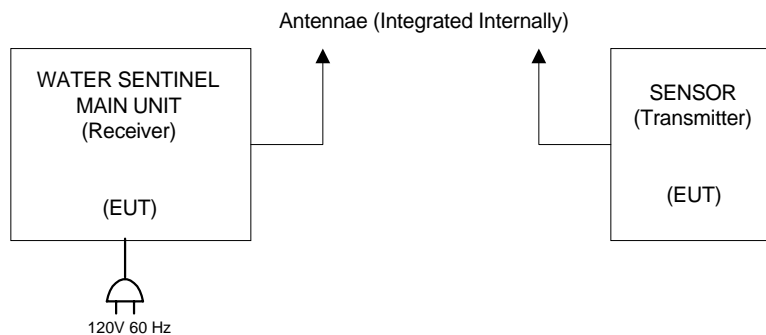 Antennae (Integrated Internally)
WATER SENTINEL
MAIN UNIT
(Receiver)
(EUT)
120V 60 Hz
SENSOR
(Transmitter)
(EUT)